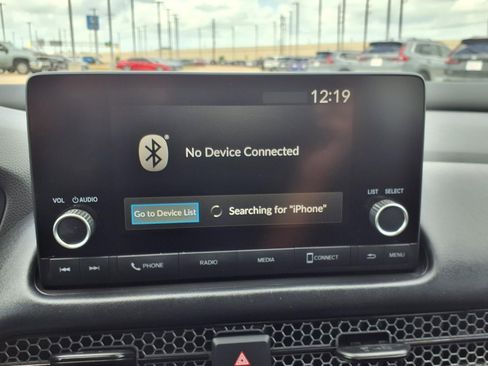 12:19
No Device Connected
VOL AUDIO
LIST SELECT
Go to Device List Searching for "iPhone"
PHONE RADIO MEDIA CONNECT MENU